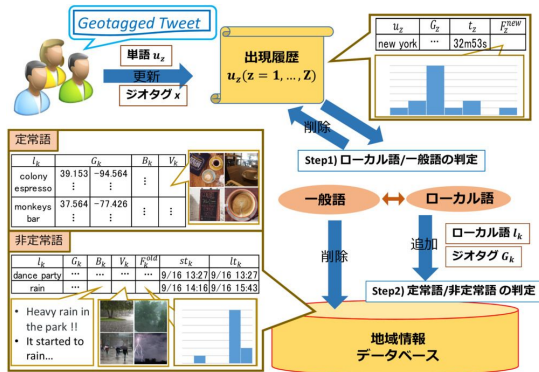 Geotagged Tweet
単語 u_z
更新
ジオタグ x
出現履歴
u_z(z = 1, ..., Z)
u_z G_z t_z F_z^new
new york ... 32m53s
削除
Step1) ローカル語/一般語の判定
一般語
ローカル語
削除
追加
ローカル語 l_k
ジオタグ G_k
Step2) 定常語/非定常語 の判定
地域情報
データベース
定常語
l_k G_k B_k V_k
colony espresso 39.153 −94.564
⋮ ⋮ ⋮ ⋮
monkeys bar 37.564 −77.426
⋮ ⋮
非定常語
l_k G_k B_k V_k F_k^old st_k lt_k
dance party ... ... ... ... 9/16 13:27 9/16 13:27
rain ... 9/16 14:16 9/16 15:43
• Heavy rain in
the park !!
• It started to
rain...